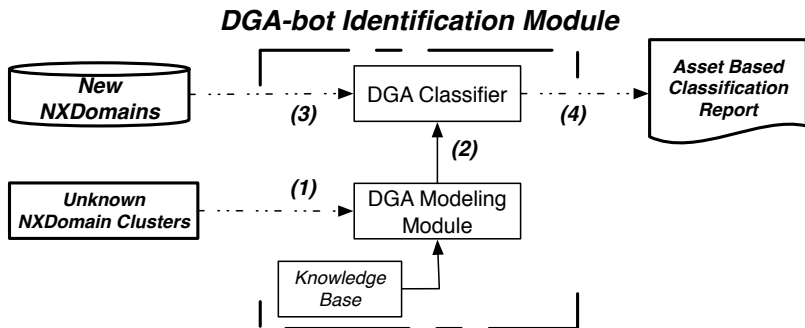 DGA-bot Identification Module
New
NXDomains
(3)
DGA Classifier
(4)
Asset Based
Classification
Report
(2)
Unknown
NXDomain Clusters
(1)
DGA Modeling
Module
Knowledge
Base